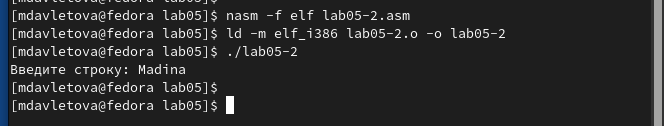 [mdavletova@fedora lab05]$ nasm -f elf lab05-2.asm
[mdavletova@fedora lab05]$ ld -m elf_i386 lab05-2.o -o lab05-2
[mdavletova@fedora lab05]$ ./lab05-2
Введите строку: Madina
[mdavletova@fedora lab05]$
[mdavletova@fedora lab05]$